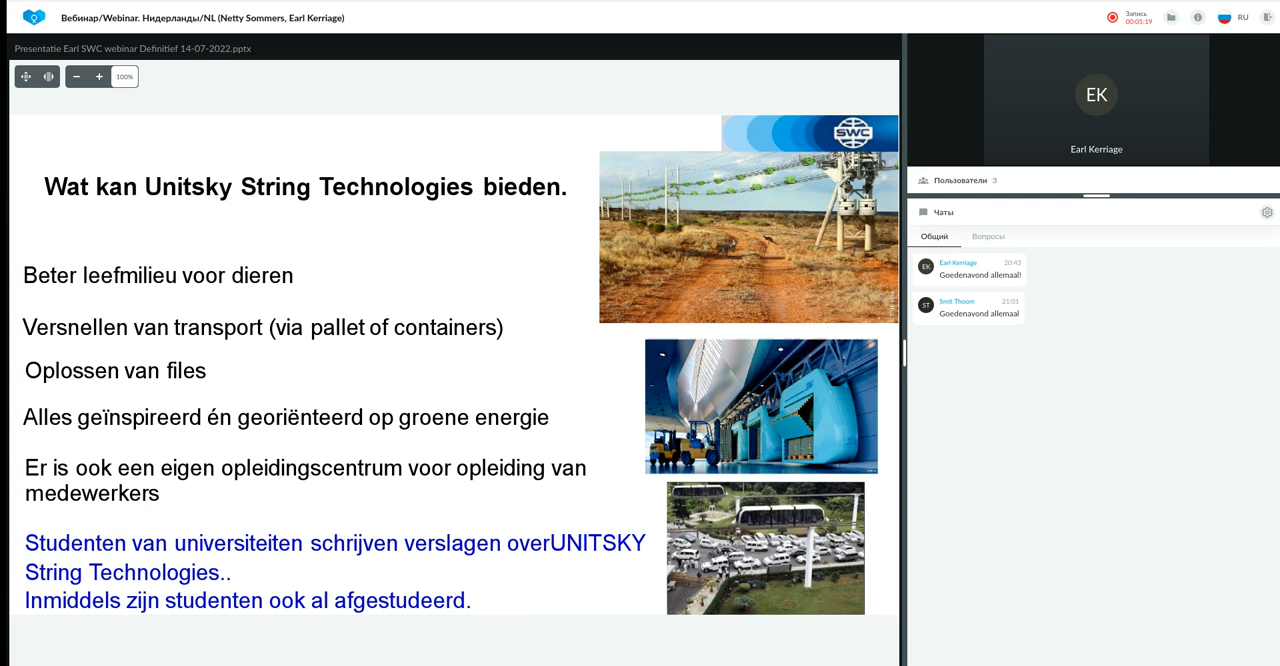 Вебинар/Webinar. Нидерланды/NL (Netty Sommers, Earl Kerriage)
Запись
00:05:19
RU
Presentatie Earl SWC webinar Definitief 14-07-2022.pptx
100%
SWC
Wat kan Unitsky String Technologies bieden.
Beter leefmilieu voor dieren
Versnellen van transport (via pallet of containers)
Oplossen van files
Alles geïnspireerd én georiënteerd op groene energie
Er is ook een eigen opleidingscentrum voor opleiding van
medewerkers
Studenten van universiteiten schrijven verslagen overUNITSKY
String Technologies..
Inmiddels zijn studenten ook al afgestudeerd.
EK
Earl Kerriage
Пользователи 3
Чаты
Общий Вопросы
EK Earl Kerriage 20:43
Goedenavond allemaal!
ST Smit Thoom 21:01
Goedenavond allemaal